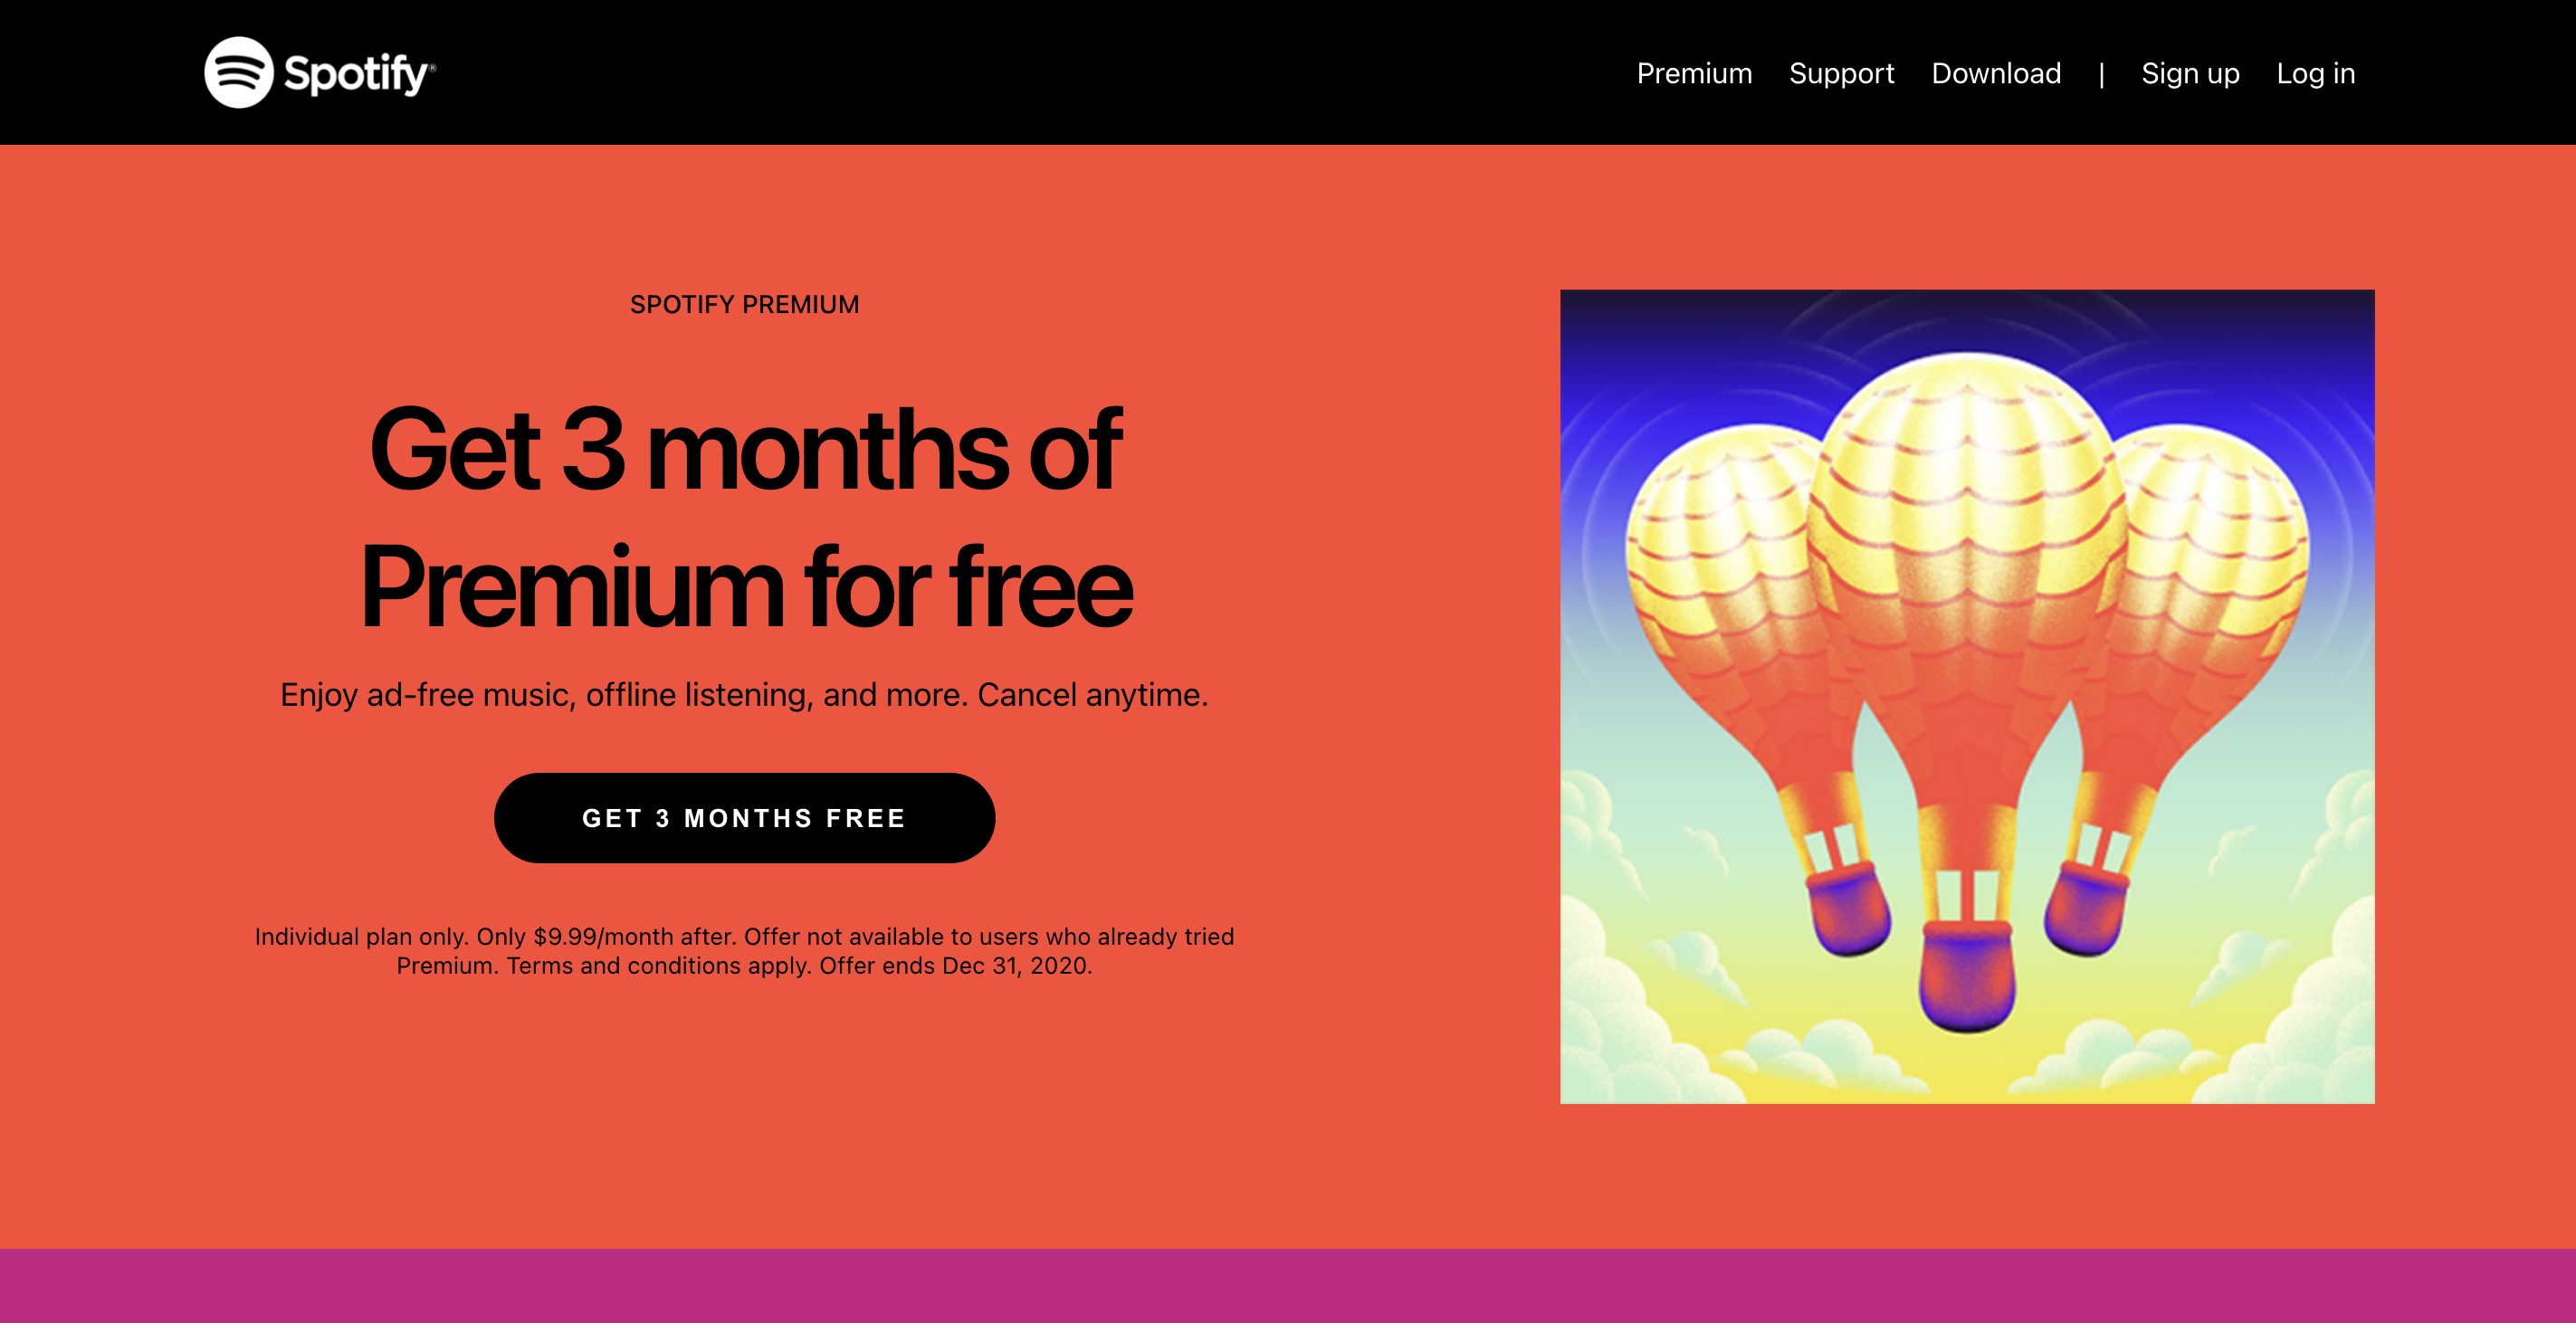 Spotify®
Premium Support Download | Sign up Log in
SPOTIFY PREMIUM
Get 3 months of
Premium for free
Enjoy ad-free music, offline listening, and more. Cancel anytime.
GET 3 MONTHS FREE
Individual plan only. Only $9.99/month after. Offer not available to users who already tried
Premium. Terms and conditions apply. Offer ends Dec 31, 2020.